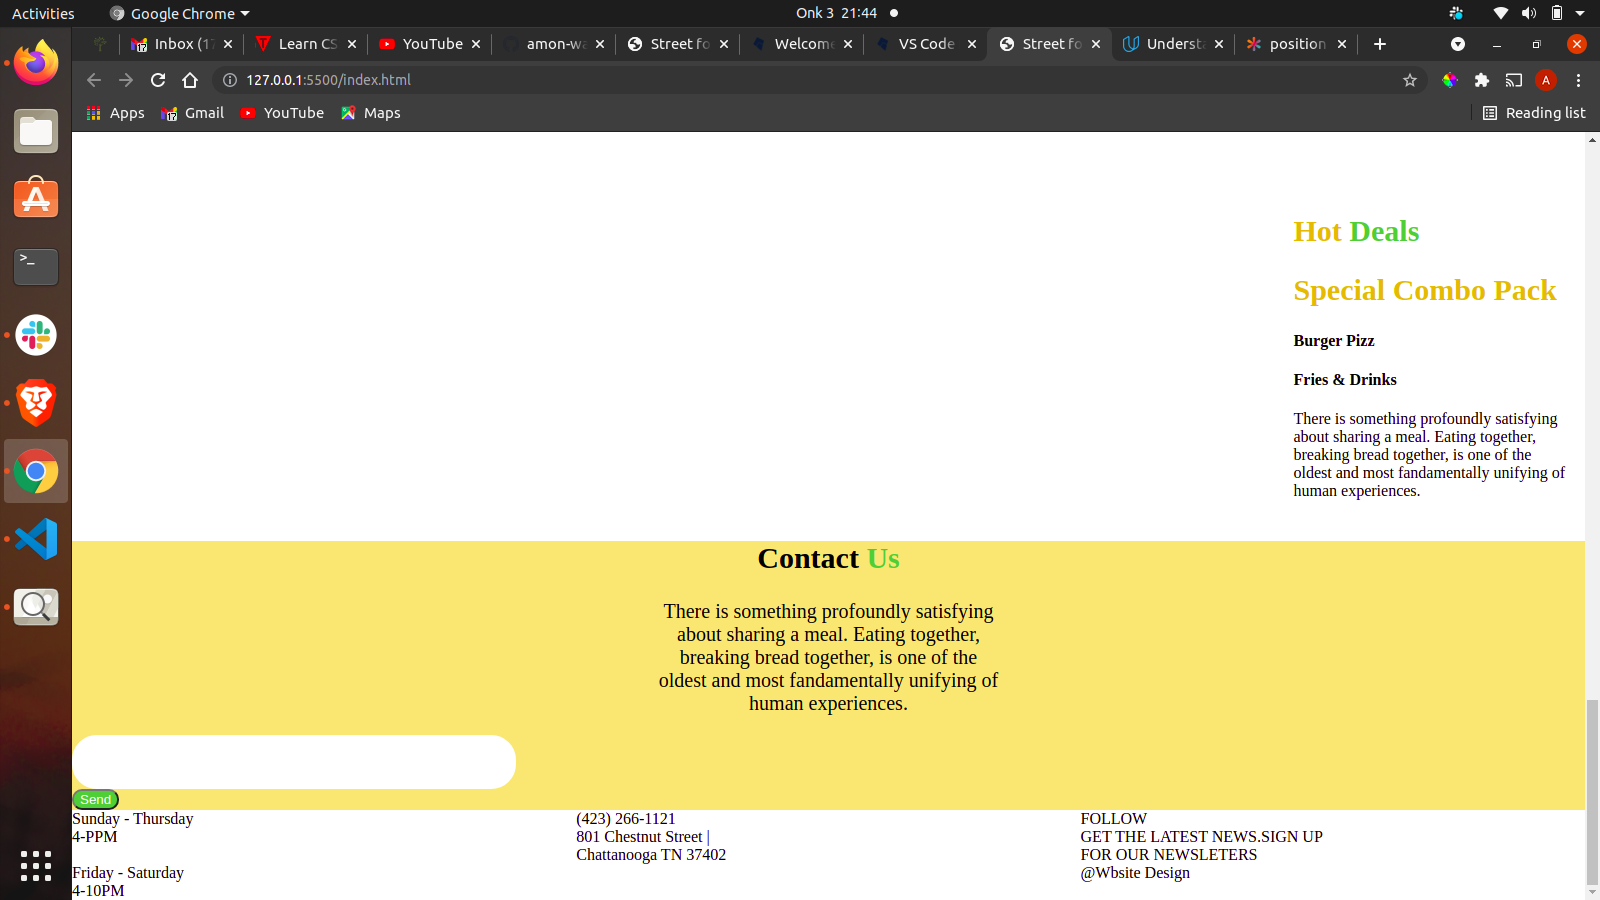 Activities
Google Chrome
Onk 3 21:44
Inbox (17
Learn CS
YouTube
amon-wa
Street fo
Welcome
VS Code
Street fo
Understa
position
127.0.0.1:5500/index.html
A
Apps
Gmail
YouTube
Maps
Reading list
Hot Deals
Special Combo Pack
Burger Pizz
Fries & Drinks
There is something profoundly satisfying
about sharing a meal. Eating together,
breaking bread together, is one of the
oldest and most fandamentally unifying of
human experiences.
Contact Us
There is something profoundly satisfying
about sharing a meal. Eating together,
breaking bread together, is one of the
oldest and most fandamentally unifying of
human experiences.
Send
Sunday - Thursday
4-PPM
Friday - Saturday
4-10PM
(423) 266-1121
801 Chestnut Street |
Chattanooga TN 37402
FOLLOW
GET THE LATEST NEWS.SIGN UP
FOR OUR NEWSLETERS
@Wbsite Design